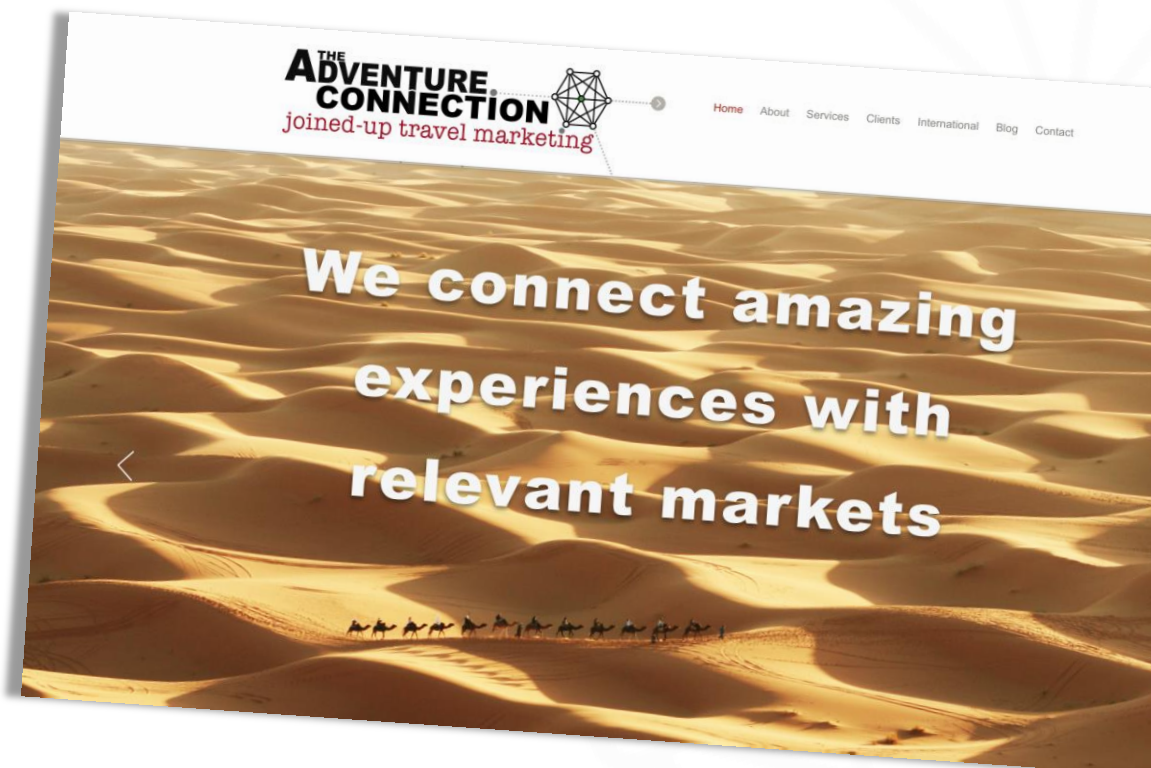 THE
ADVENTURE
CONNECTION
joined-up travel marketing
Home About Services Clients International Blog Contact
We connect amazing
experiences with
relevant markets